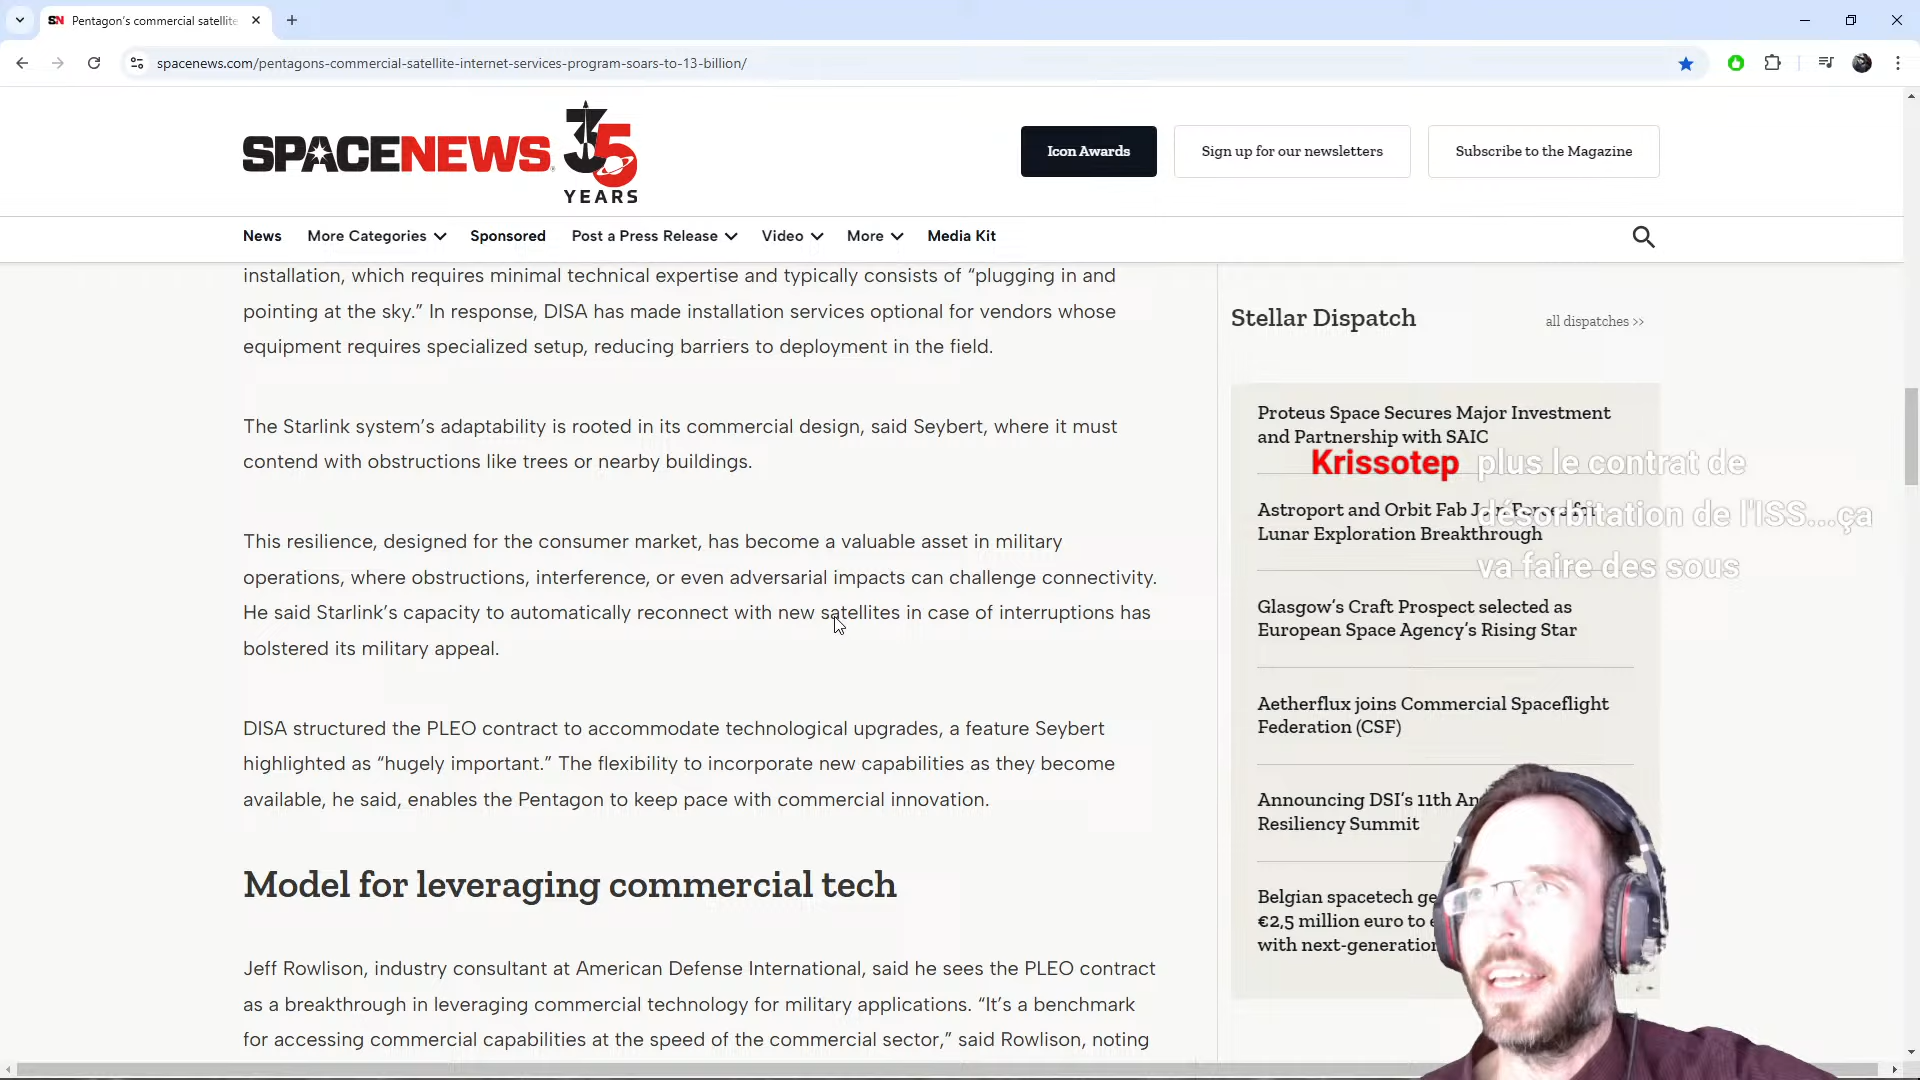 Pentagon's commercial satellite
spacenews.com/pentagons-commercial-satellite-internet-services-program-soars-to-13-billion/
SPACENEWS 35
YEARS
Icon Awards
Sign up for our newsletters
Subscribe to the Magazine
News
More Categories
Sponsored
Post a Press Release
Video
More
Media Kit
installation, which requires minimal technical expertise and typically consists of “plugging in and
pointing at the sky.” In response, DISA has made installation services optional for vendors whose
equipment requires specialized setup, reducing barriers to deployment in the field.
The Starlink system’s adaptability is rooted in its commercial design, said Seybert, where it must
contend with obstructions like trees or nearby buildings.
This resilience, designed for the consumer market, has become a valuable asset in military
operations, where obstructions, interference, or even adversarial impacts can challenge connectivity.
He said Starlink’s capacity to automatically reconnect with new satellites in case of interruptions has
bolstered its military appeal.
DISA structured the PLEO contract to accommodate technological upgrades, a feature Seybert
highlighted as “hugely important.” The flexibility to incorporate new capabilities as they become
available, he said, enables the Pentagon to keep pace with commercial innovation.
Model for leveraging commercial tech
Jeff Rowlison, industry consultant at American Defense International, said he sees the PLEO contract
as a breakthrough in leveraging commercial technology for military applications. “It’s a benchmark
for accessing commercial capabilities at the speed of the commercial sector,” said Rowlison, noting
Stellar Dispatch
all dispatches >>
Proteus Space Secures Major Investment
and Partnership with SAIC
Krissotep plus le contrat de
désorbitation de l'ISS...ça
va faire des sous
Astroport and Orbit Fab Join Forces for
Lunar Exploration Breakthrough
Glasgow’s Craft Prospect selected as
European Space Agency’s Rising Star
Aetherflux joins Commercial Spaceflight
Federation (CSF)
Announcing DSI’s 11th
Resiliency Summit
Belgian spacetech
€2,5 million euro to
with